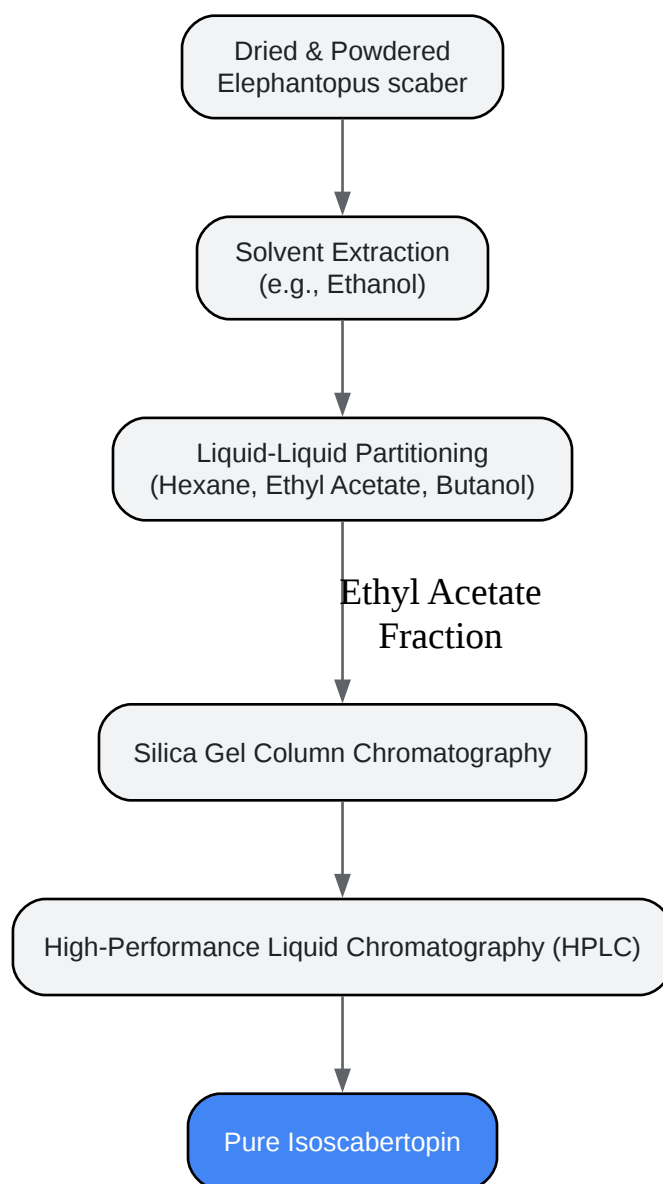 Dried & Powdered
Elephantopus scaber
Solvent Extraction
(e.g., Ethanol)
Liquid-Liquid Partitioning
(Hexane, Ethyl Acetate, Butanol)
Ethyl Acetate
Fraction
Silica Gel Column Chromatography
High-Performance Liquid Chromatography (HPLC)
Pure Isoscabertopin